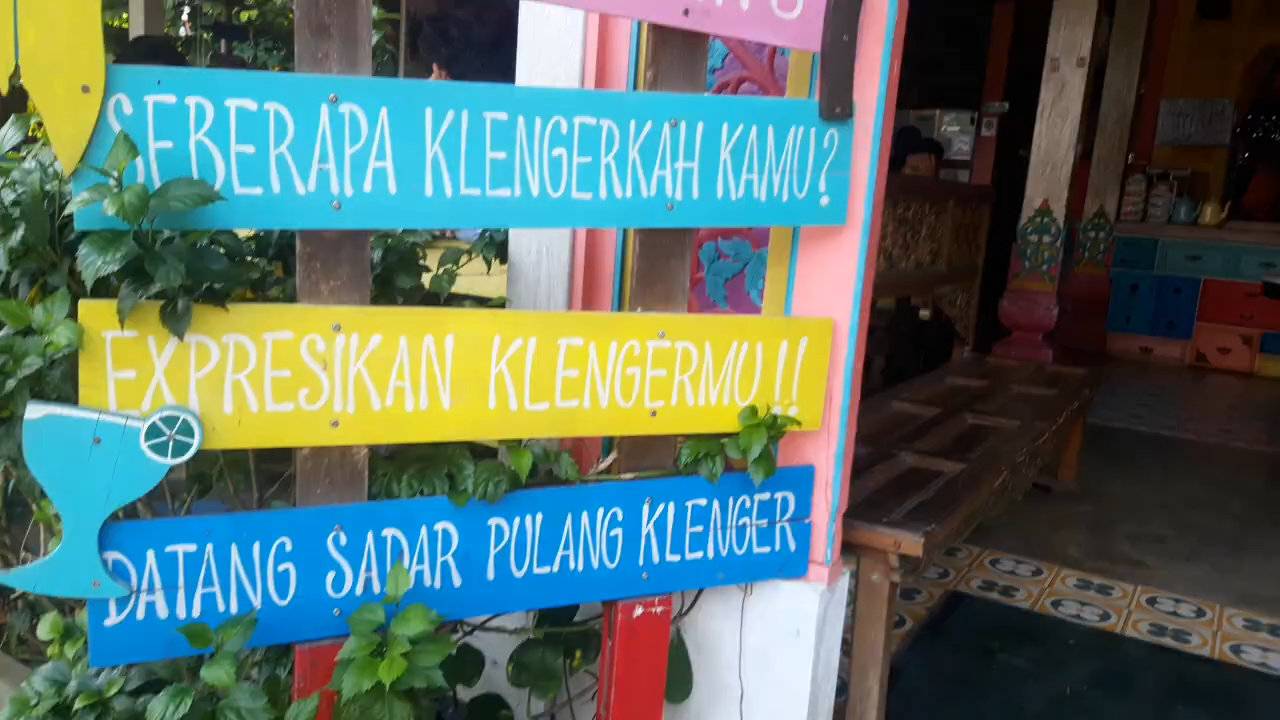 SEBERAPA KLENGERKAH KAMU?
EXPRESIKAN KLENGERMU!!
DATANG SADAR PULANG KLENGER